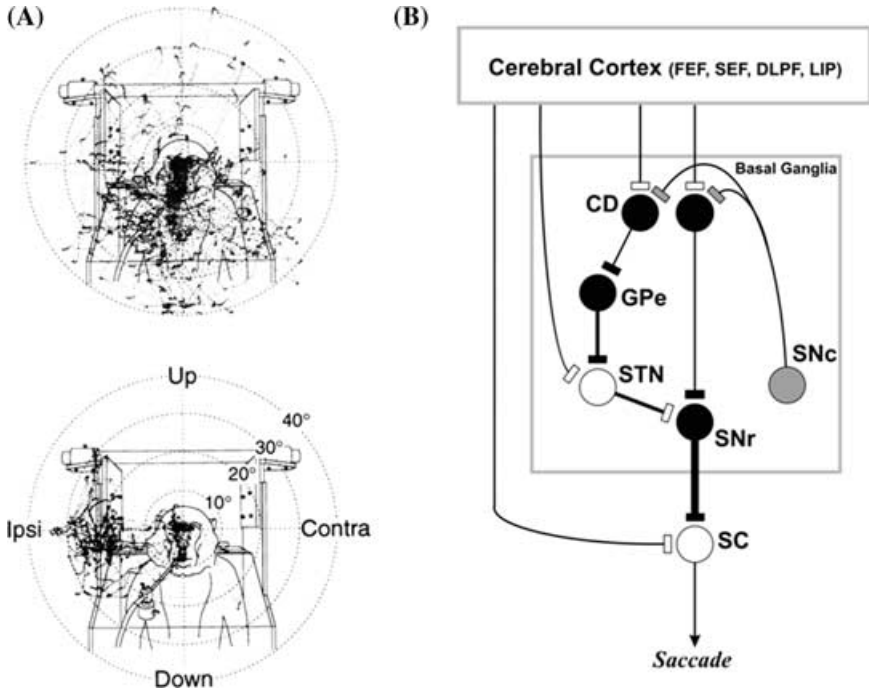 (A)
Up
40°
30°
20°
10°
Ipsi
Contra
Down
(B)
Cerebral Cortex (FEF, SEF, DLPF, LIP)
Basal Ganglia
CD
GPe
SNc
STN
SNr
SC
Saccade